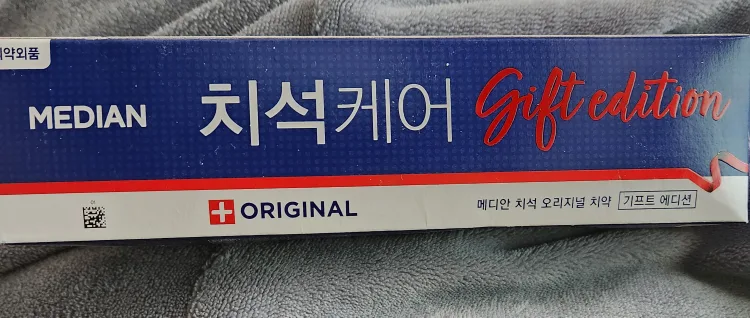 의약외품
MEDIAN 치석케어 Gift edition
01
ORIGINAL
메디안 치석 오리지널 치약 기프트 에디션